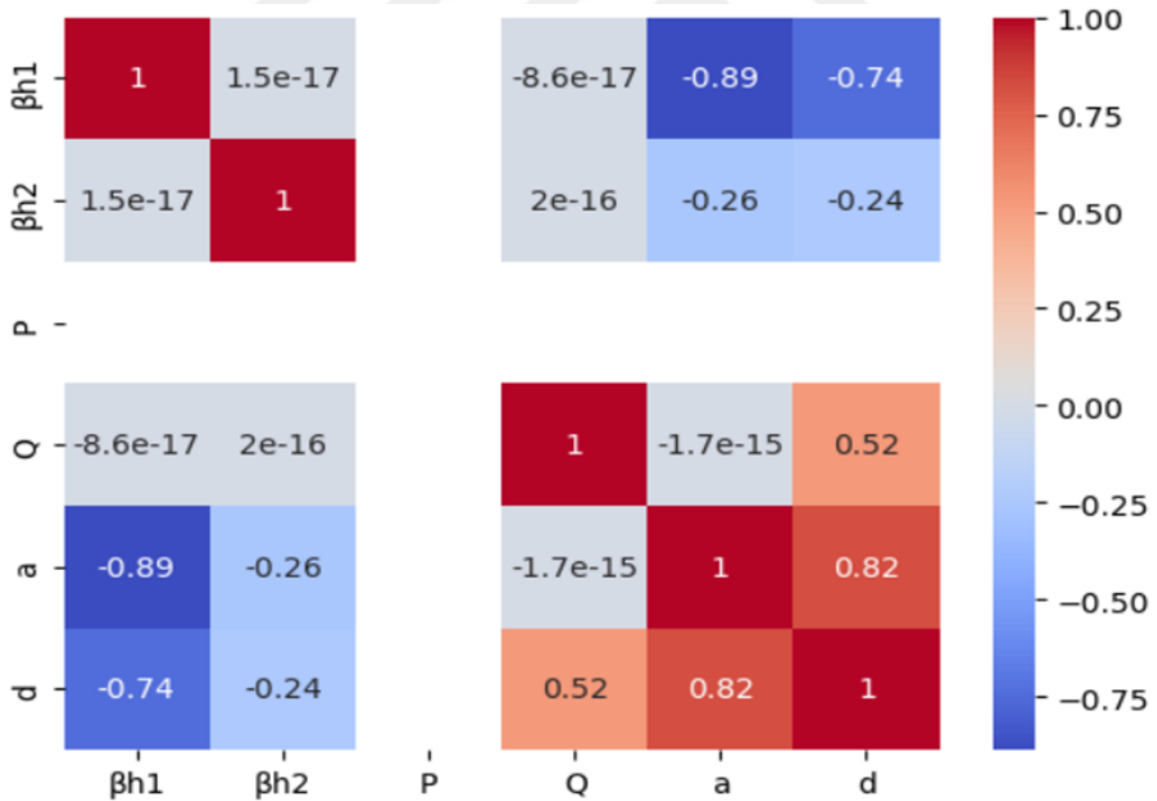 βh1 1 1.5e-17 -8.6e-17 -0.89 -0.74
βh2 1.5e-17 1 2e-16 -0.26 -0.24
P
Q -8.6e-17 2e-16 1 -1.7e-15 0.52
a -0.89 -0.26 -1.7e-15 1 0.82
d -0.74 -0.24 0.52 0.82 1
βh1 βh2 P Q a d
1.00
0.75
0.50
0.25
0.00
−0.25
−0.50
−0.75